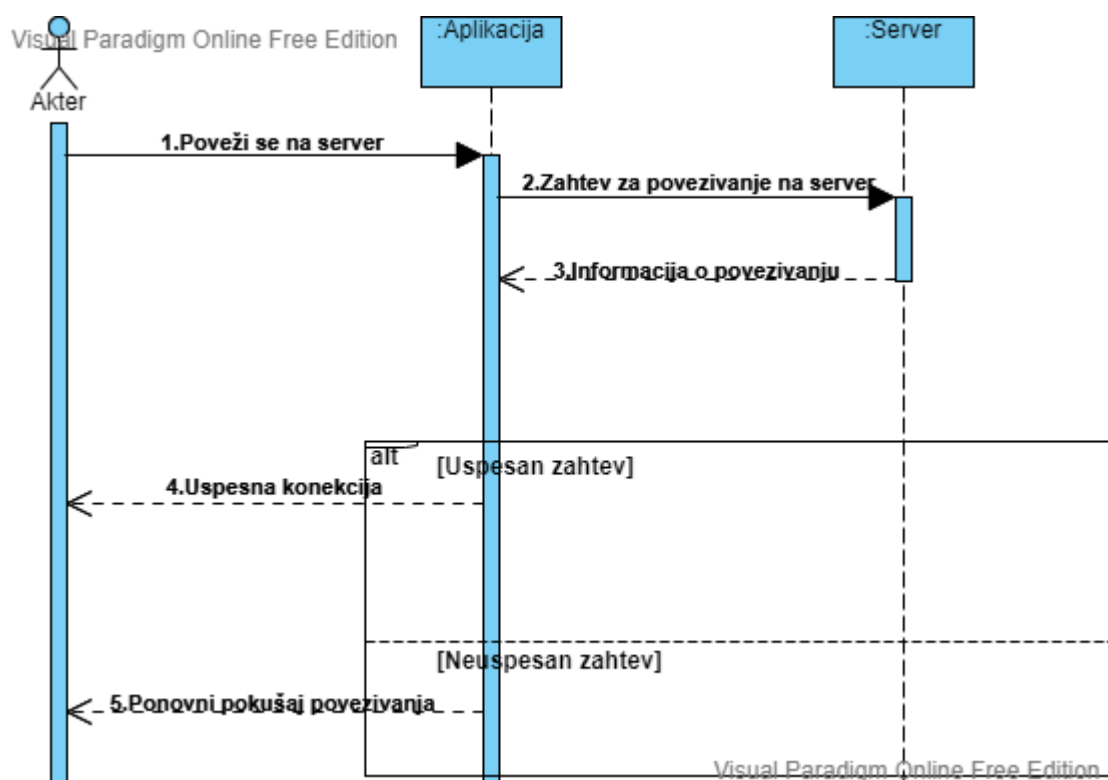 Visual Paradigm Online Free Edition
:Aplikacija
:Server
Akter
1.Poveži se na server
2.Zahtev za povezivanje na server
3.Informacija o povezivanju
alt
[Uspesan zahtev]
4.Uspesna konekcija
[Neuspesan zahtev]
5.Ponovni pokušaj povezivanja
Visual Paradigm Online Free Edition